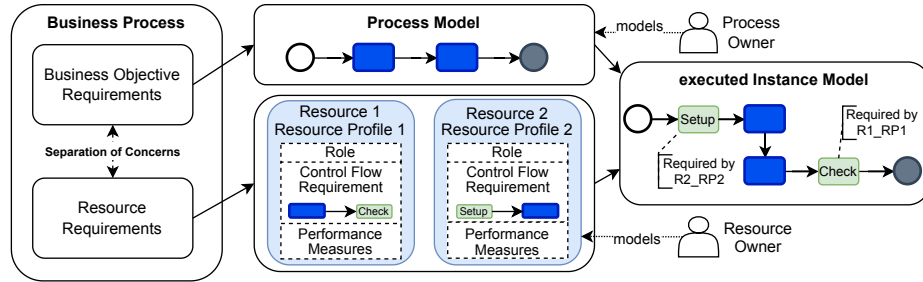 Business Process
Business Objective
Requirements
Separation of Concerns
Resource
Requirements
Process Model
Resource 1
Resource Profile 1
Role
Control Flow
Requirement
Check
Performance
Measures
Resource 2
Resource Profile 2
Role
Control Flow
Requirement
Setup
Performance
Measures
models
Process
Owner
executed Instance Model
Setup
Required by
R1_RP1
Required by
R2_RP2
Check
models
Resource
Owner